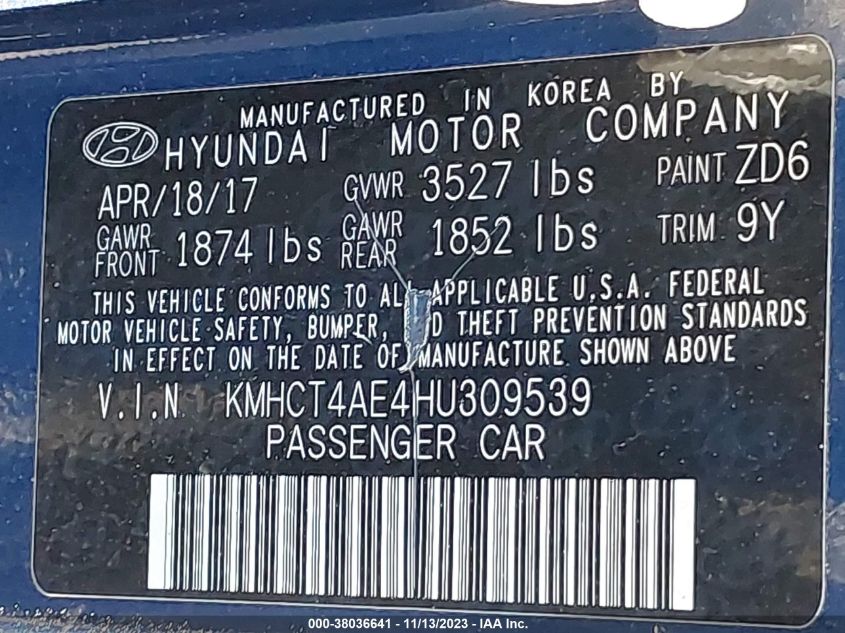 MANUFACTURED IN KOREA BY
HYUNDAI MOTOR COMPANY
APR/18/17 GVWR 3527 lbs PAINT ZD6
GAWR FRONT 1874 lbs GAWR REAR 1852 lbs TRIM 9Y
THIS VEHICLE CONFORMS TO ALL APPLICABLE U.S.A. FEDERAL
MOTOR VEHICLE SAFETY, BUMPER, D THEFT PREVENTION STANDARDS
IN EFFECT ON THE DATE OF MANUFACTURE SHOWN ABOVE
V.I.N KMHCT4AE4HU309539
PASSENGER CAR
000-38036641 - 11/13/2023 - IAA Inc.